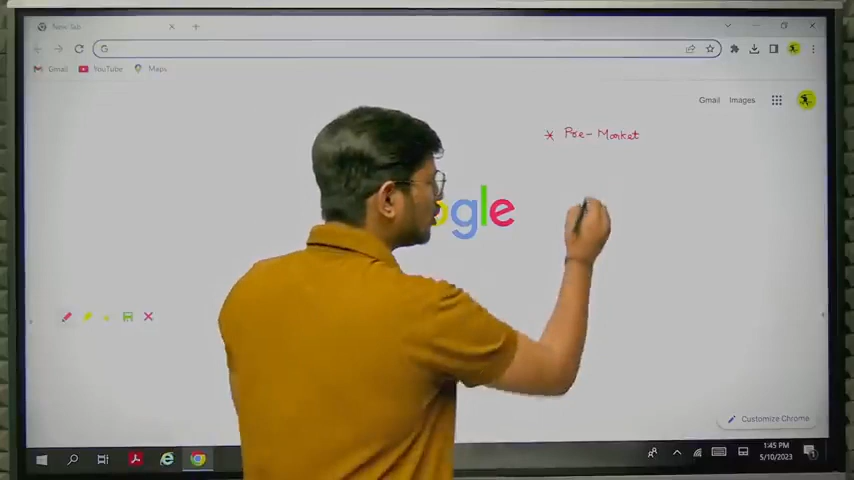 New Tab
Gmail YouTube Maps
Gmail Images
* Pre-Market
ogle
Customize Chrome
1:45 PM
5/10/2023